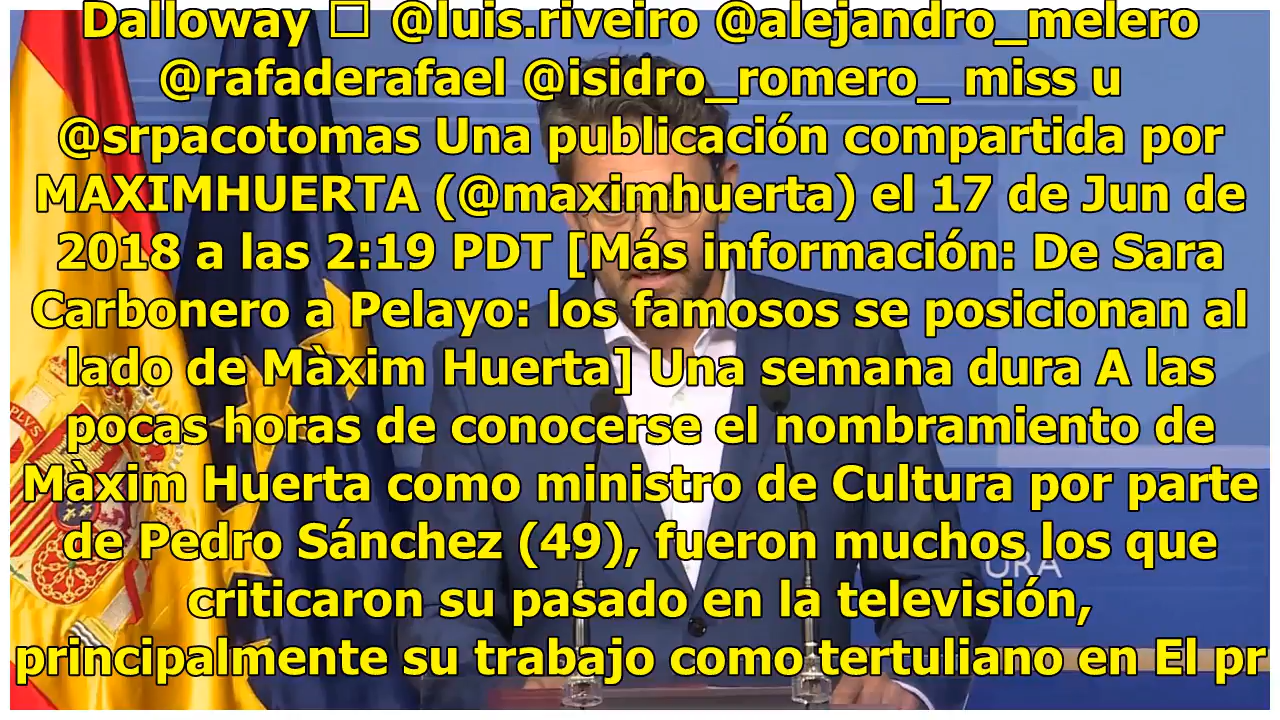 Dalloway □ @luis.riveiro @alejandro_melero
@rafaderafael @isidro_romero_ miss u
@srpacotomas Una publicación compartida por
MAXIMHUERTA (@maximhuerta) el 17 de Jun de
2018 a las 2:19 PDT [Más información: De Sara
Carbonero a Pelayo: los famosos se posicionan al
lado de Màxim Huerta] Una semana dura A las
pocas horas de conocerse el nombramiento de
Màxim Huerta como ministro de Cultura por parte
de Pedro Sánchez (49), fueron muchos los que
criticaron su pasado en la televisión,
principalmente su trabajo como tertuliano en El pr
PLVS
URA